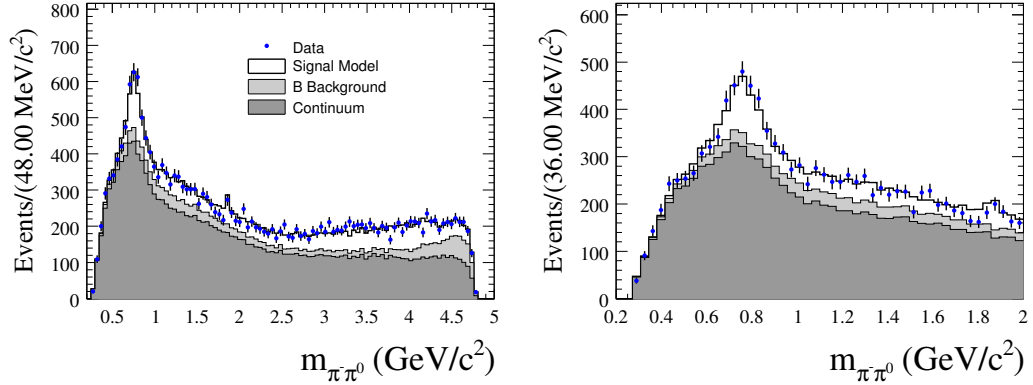 Events/(48.00 MeV/c²)
800
700
600
500
400
300
200
100
0
Data
Signal Model
B Background
Continuum
0.5 1 1.5 2 2.5 3 3.5 4 4.5 5
m_π⁻π⁰ (GeV/c²)
Events/(36.00 MeV/c²)
600
500
400
300
200
100
0
0.2 0.4 0.6 0.8 1 1.2 1.4 1.6 1.8 2
m_π⁻π⁰ (GeV/c²)